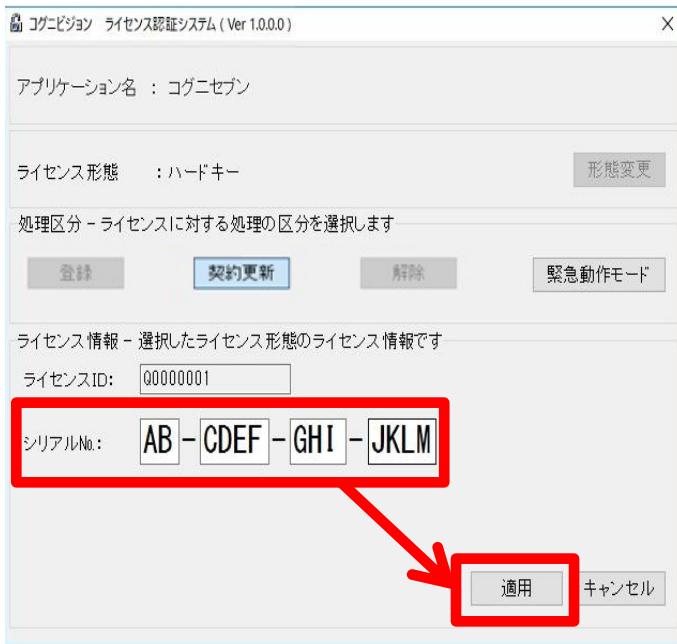 コグニビジョン ライセンス認証システム ( Ver 1.0.0.0 ) X
アプリケーション名 : コグニセブン
ライセンス形態 : ハードキー 形態変更
処理区分 - ライセンスに対する処理の区分を選択します
登録 契約更新 解除 緊急動作モード
ライセンス情報 - 選択したライセンス形態のライセンス情報です
ライセンスID: Q0000001
シリアルNo.: AB - CDEF - GHI - JKLM
適用 キャンセル